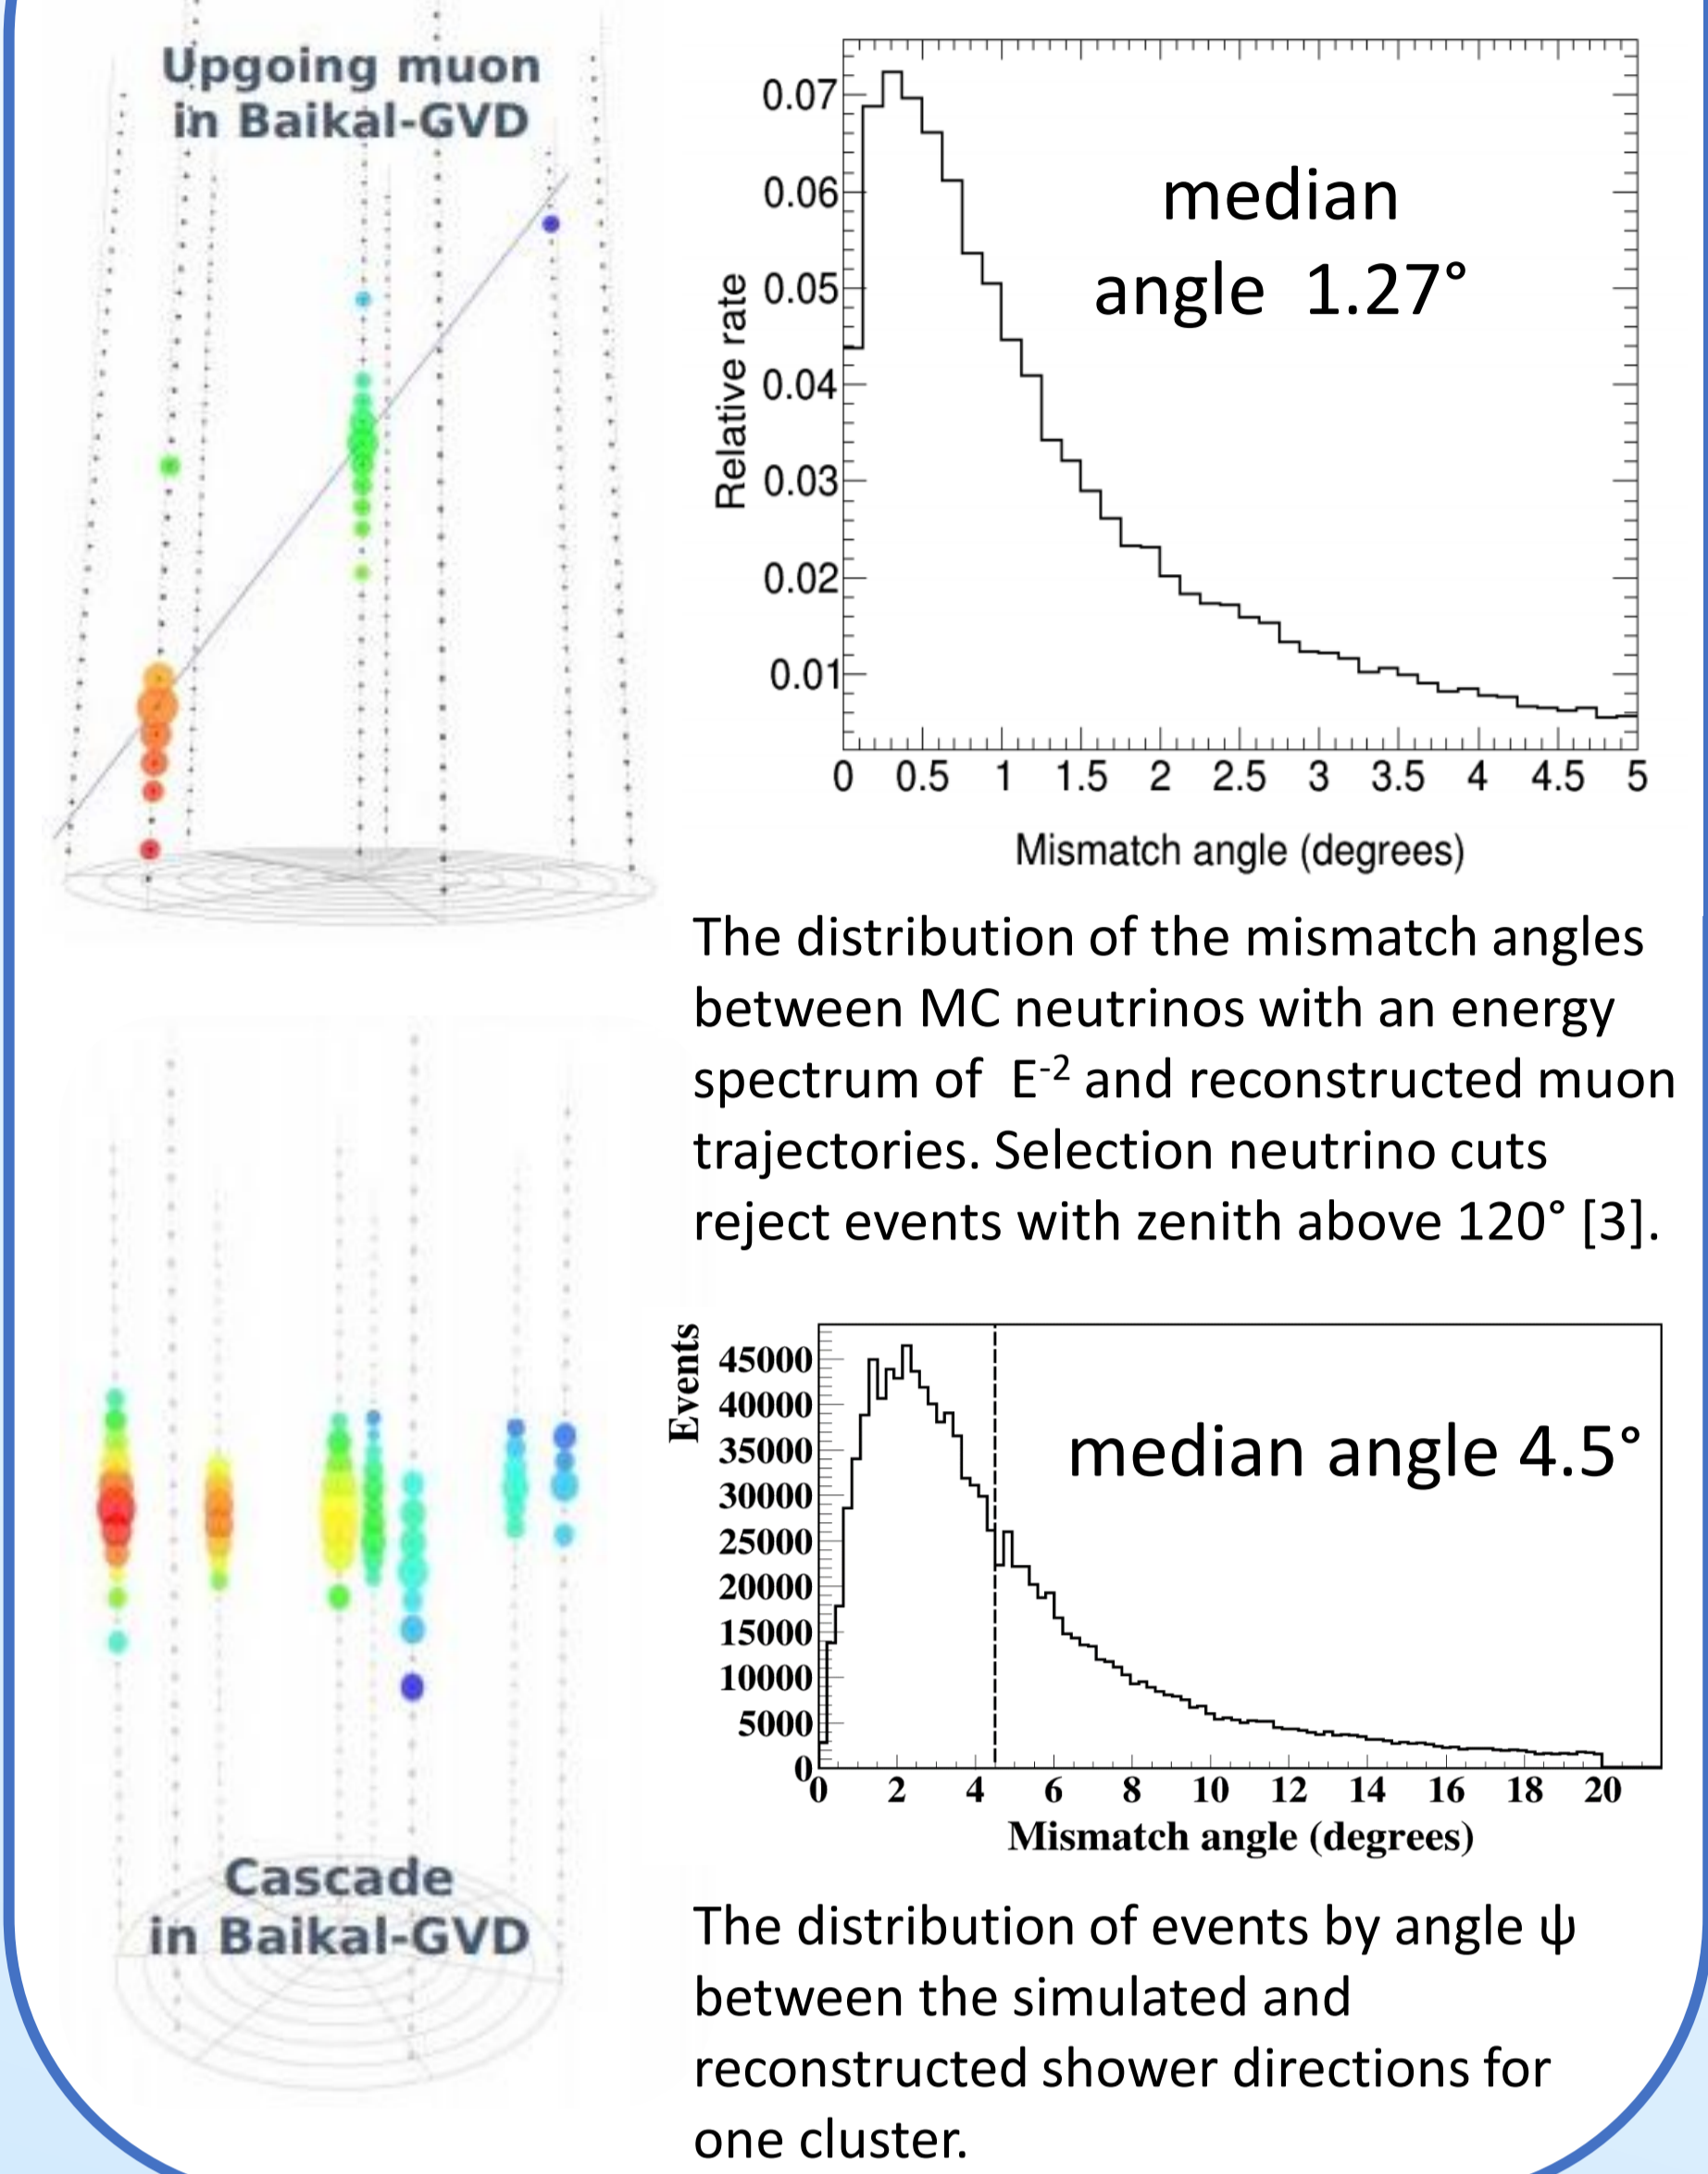 Upgoing muon
in Baikal-GVD
0.07
0.06
0.05
0.04
0.03
0.02
0.01
Relative rate
median
angle 1.27°
0 0.5 1 1.5 2 2.5 3 3.5 4 4.5 5
Mismatch angle (degrees)
The distribution of the mismatch angles
between MC neutrinos with an energy
spectrum of E⁻² and reconstructed muon
trajectories. Selection neutrino cuts
reject events with zenith above 120° [3].
Cascade
in Baikal-GVD
Events
45000
40000
35000
30000
25000
20000
15000
10000
5000
0
median angle 4.5°
0 2 4 6 8 10 12 14 16 18 20
Mismatch angle (degrees)
The distribution of events by angle ψ
between the simulated and
reconstructed shower directions for
one cluster.